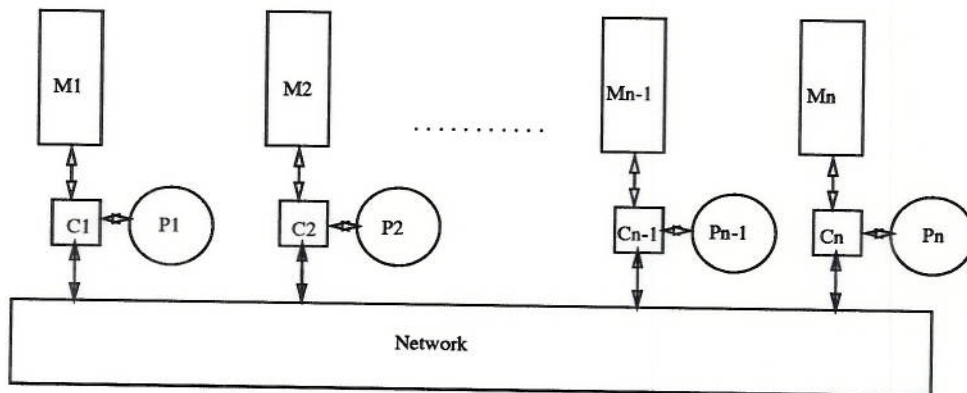 M1
M2
Mn-1
Mn
. . . . . . . . . . .
C1
P1
C2
P2
Cn-1
Pn-1
Cn
Pn
Network